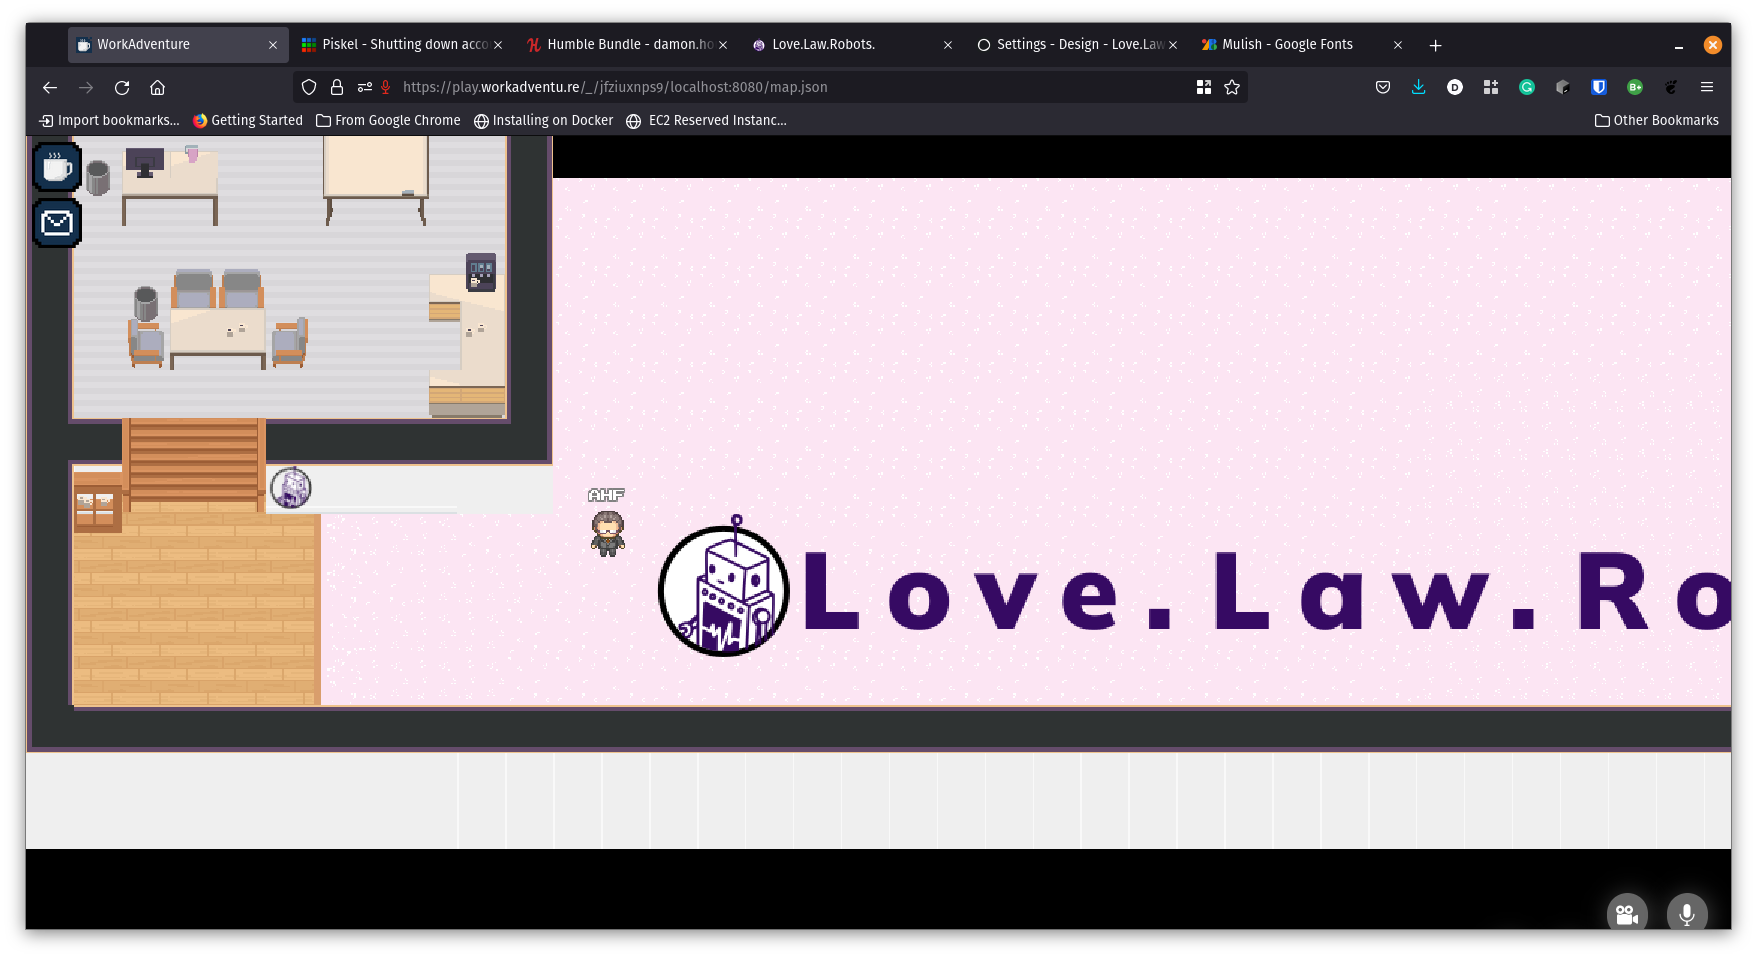 WorkAdventure
Piskel - Shutting down acco
Humble Bundle - damon.ho
Love.Law.Robots.
Settings - Design - Love.Law
Mulish - Google Fonts
https://play.workadventu.re/_/jfziuxnps9/localhost:8080/map.json
Import bookmarks...
Getting Started
From Google Chrome
Installing on Docker
EC2 Reserved Instanc...
Other Bookmarks
AHF
Love.Law.Ro